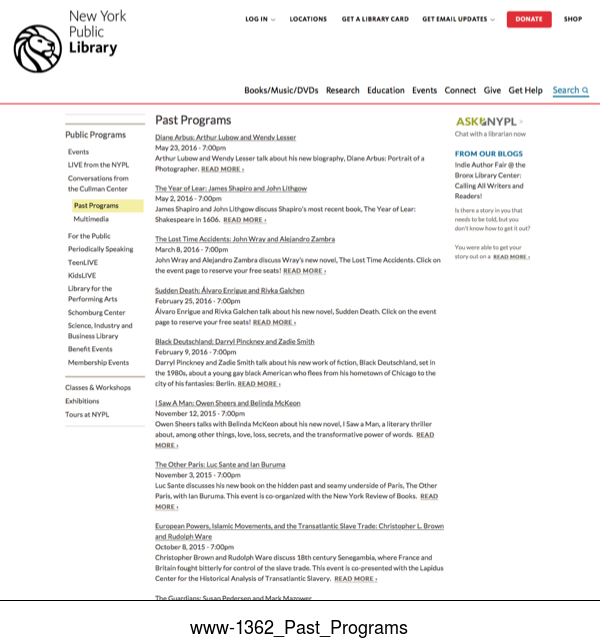 New York
Public
Library
LOG IN
LOCATIONS
GET A LIBRARY CARD
GET EMAIL UPDATES
DONATE
SHOP
Books/Music/DVDs Research Education Events Connect Give Get Help Search
Public Programs
Events
LIVE from the NYPL
Conversations from
the Cullman Center
Past Programs
Multimedia
For the Public
Periodically Speaking
TeenLIVE
KidsLIVE
Library for the
Performing Arts
Schomburg Center
Science, Industry and
Business Library
Benefit Events
Membership Events
Classes & Workshops
Exhibitions
Tours at NYPL
Past Programs
Diane Arbus: Arthur Lubow and Wendy Lesser
May 23, 2016 - 7:00pm
Arthur Lubow and Wendy Lesser talk about his new biography, Diane Arbus: Portrait of a
Photographer. READ MORE ›
The Year of Lear: James Shapiro and John Lithgow
May 2, 2016 - 7:00pm
James Shapiro and John Lithgow discuss Shapiro's most recent book, The Year of Lear:
Shakespeare in 1606. READ MORE ›
The Lost Time Accidents: John Wray and Alejandro Zambra
March 8, 2016 - 7:00pm
John Wray and Alejandro Zambra discuss Wray's new novel, The Lost Time Accidents. Click on
the event page to reserve your free seats! READ MORE ›
Sudden Death: Álvaro Enrigue and Rivka Galchen
February 25, 2016 - 7:00pm
Álvaro Enrigue and Rivka Galchen talk about his new novel, Sudden Death. Click on the event
page to reserve your free seats! READ MORE ›
Black Deutschland: Darryl Pinckney and Zadie Smith
February 9, 2016 - 7:00pm
Darryl Pinckney and Zadie Smith talk about his new work of fiction, Black Deutschland, set in
the 1980s, about a young gay black American who flees from his hometown of Chicago to the
city of his fantasies: Berlin. READ MORE ›
I Saw A Man: Owen Sheers and Belinda McKeon
November 12, 2015 - 7:00pm
Owen Sheers talks with Belinda McKeon about his new novel, I Saw a Man, a literary thriller
about, among other things, love, loss, secrets, and the transformative power of words. READ
MORE ›
The Other Paris: Luc Sante and Ian Buruma
November 3, 2015 - 7:00pm
Luc Sante discusses his new book on the hidden past and seamy underside of Paris, The Other
Paris, with Ian Buruma. This event is co-organized with the New York Review of Books. READ
MORE ›
European Powers, Islamic Movements, and the Transatlantic Slave Trade: Christopher L. Brown
and Rudolph Ware
October 8, 2015 - 7:00pm
Christopher Brown and Rudolph Ware discuss 18th century Senegambia, where France and
Britain fought bitterly for control of the slave trade. This event is co-presented with the Lapidus
Center for the Historical Analysis of Transatlantic Slavery. READ MORE ›
The Guardians: Susan Pedersen and Mark Mazower
ASK NYPL
Chat with a librarian now
FROM OUR BLOGS
Indie Author Fair @ the
Bronx Library Center:
Calling All Writers and
Readers!
Is there a story in you that
needs to be told, but you
don't know how to get it out?
You were able to get your
story out on a READ MORE ›
www-1362_Past_Programs